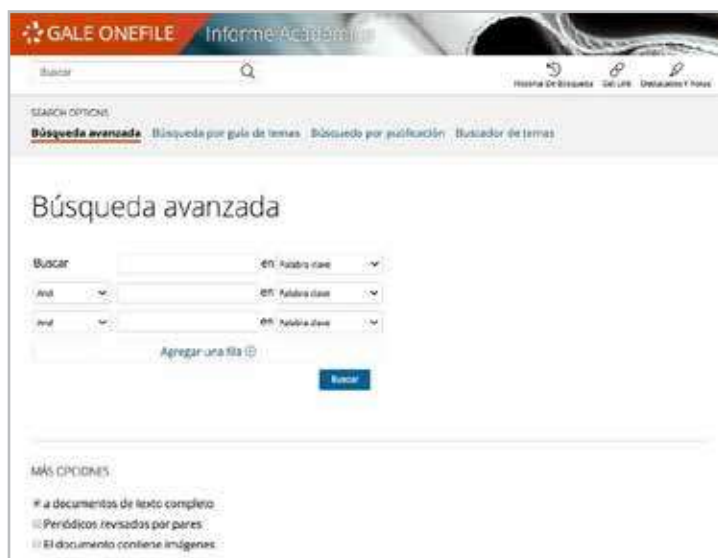 GALE ONEFILE Informe Académico
Buscar
Historial De Búsqueda Get Link Destacados Y Notas
SEARCH OPTIONS
Búsqueda avanzada Búsqueda por guía de temas Búsqueda por publicación Buscador de temas
Búsqueda avanzada
Buscar en Palabra clave
And en Palabra clave
And en Palabra clave
Agregar una fila
Buscar
MÁS OPCIONES
a documentos de texto completo
Periódicos revisados por pares
El documento contiene imágenes